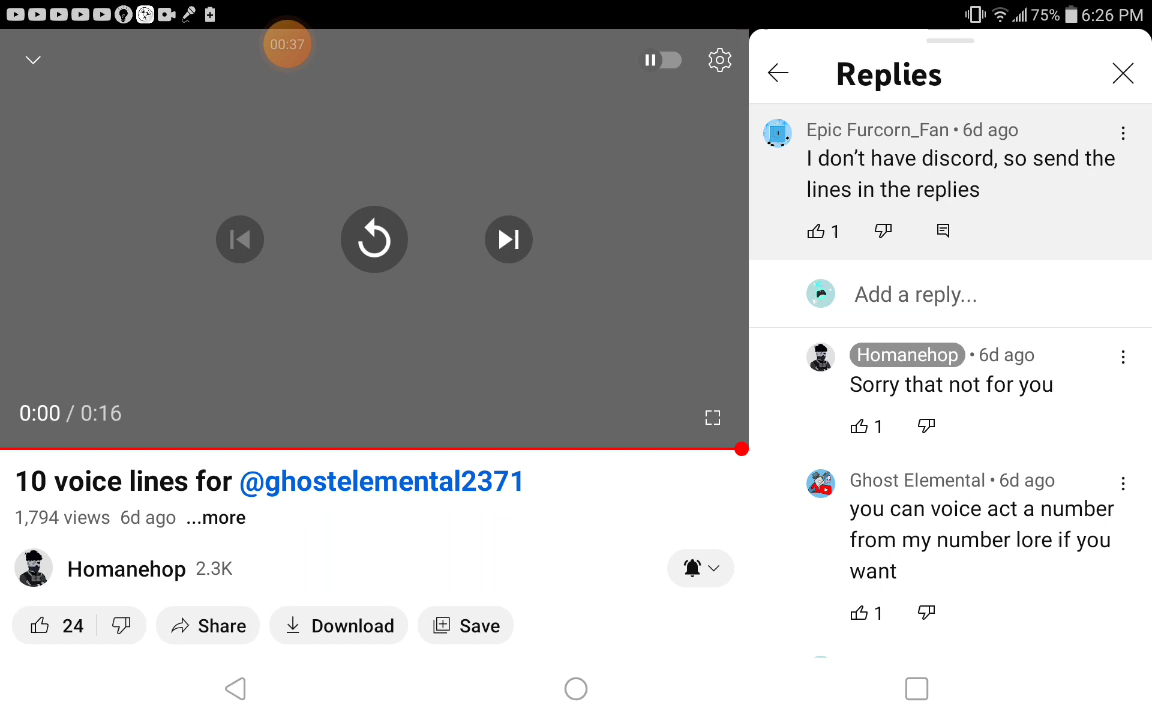 75% 6:26 PM
00:37
0:00 / 0:16
10 voice lines for @ghostelemental2371
1,794 views 6d ago ...more
Homanehop 2.3K
24 Share Download Save
Replies
Epic Furcorn_Fan • 6d ago
I don’t have discord, so send the
lines in the replies
1
Add a reply...
Homanehop • 6d ago
Sorry that not for you
1
Ghost Elemental • 6d ago
you can voice act a number
from my number lore if you
want
1